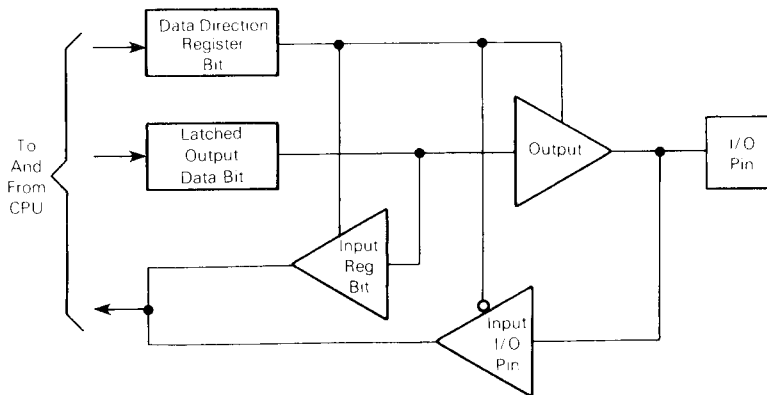 Data Direction
Register
Bit
To
And
From
CPU
Latched
Output
Data Bit
Output
I/O
Pin
Input
Reg
Bit
Input
I/O
Pin